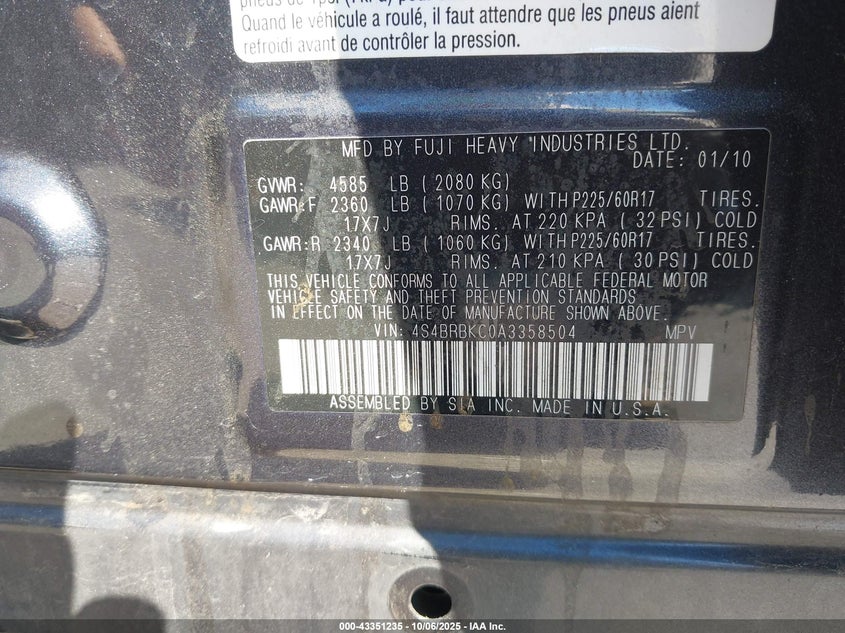 pneus de 1psi (7kPa) po
Quand le véhicule a roulé, il faut attendre que les pneus aient
refroidi avant de contrôler la pression.
MFD BY FUJI HEAVY INDUSTRIES LTD.
DATE: 01/10
GVWR: 4585 LB ( 2080 KG)
GAWR:F 2360 LB ( 1070 KG) WITH P225/60R17 TIRES.
17X7J RIMS. AT 220 KPA ( 32 PSI) COLD
GAWR:R 2340 LB ( 1060 KG) WITH P225/60R17 TIRES.
17X7J RIMS. AT 210 KPA ( 30 PSI) COLD
THIS VEHICLE CONFORMS TO ALL APPLICABLE FEDERAL MOTOR
VEHICLE SAFETY AND THEFT PREVENTION STANDARDS
IN EFFECT ON THE DATE OF MANUFACTURE SHOWN ABOVE.
VIN: 4S4BRBKC0A3358504 MPV
ASSEMBLED BY SIA INC. MADE IN U.S.A.
000-43351235 - 10/06/2025 - IAA Inc.